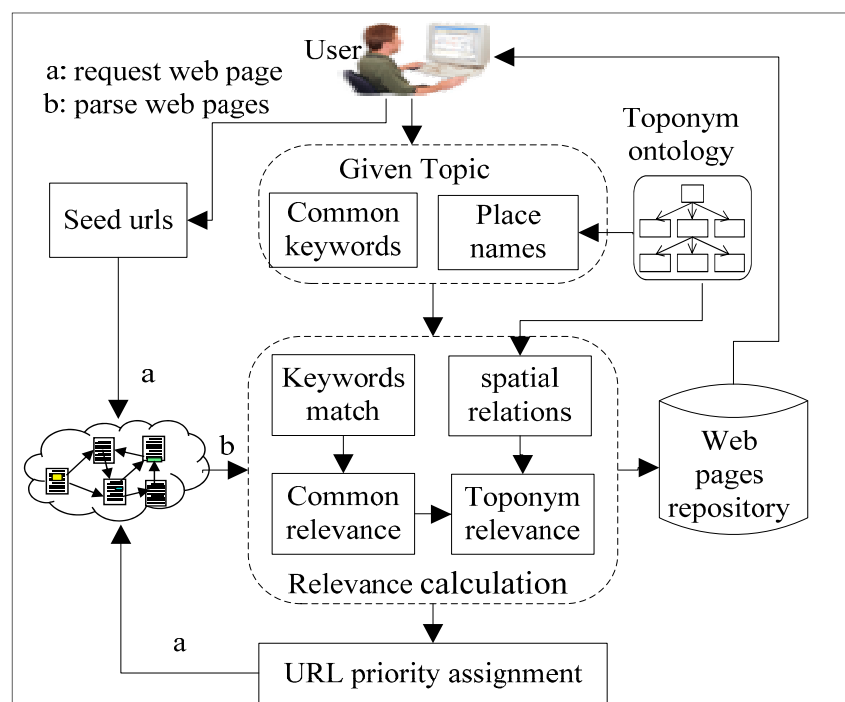 User
a: request web page
b: parse web pages
Toponym
ontology
Given Topic
Common
keywords
Place
names
Seed urls
a
Keywords
match
spatial
relations
b
Web
pages
repository
Common
relevance
Toponym
relevance
Relevance calculation
a
URL priority assignment